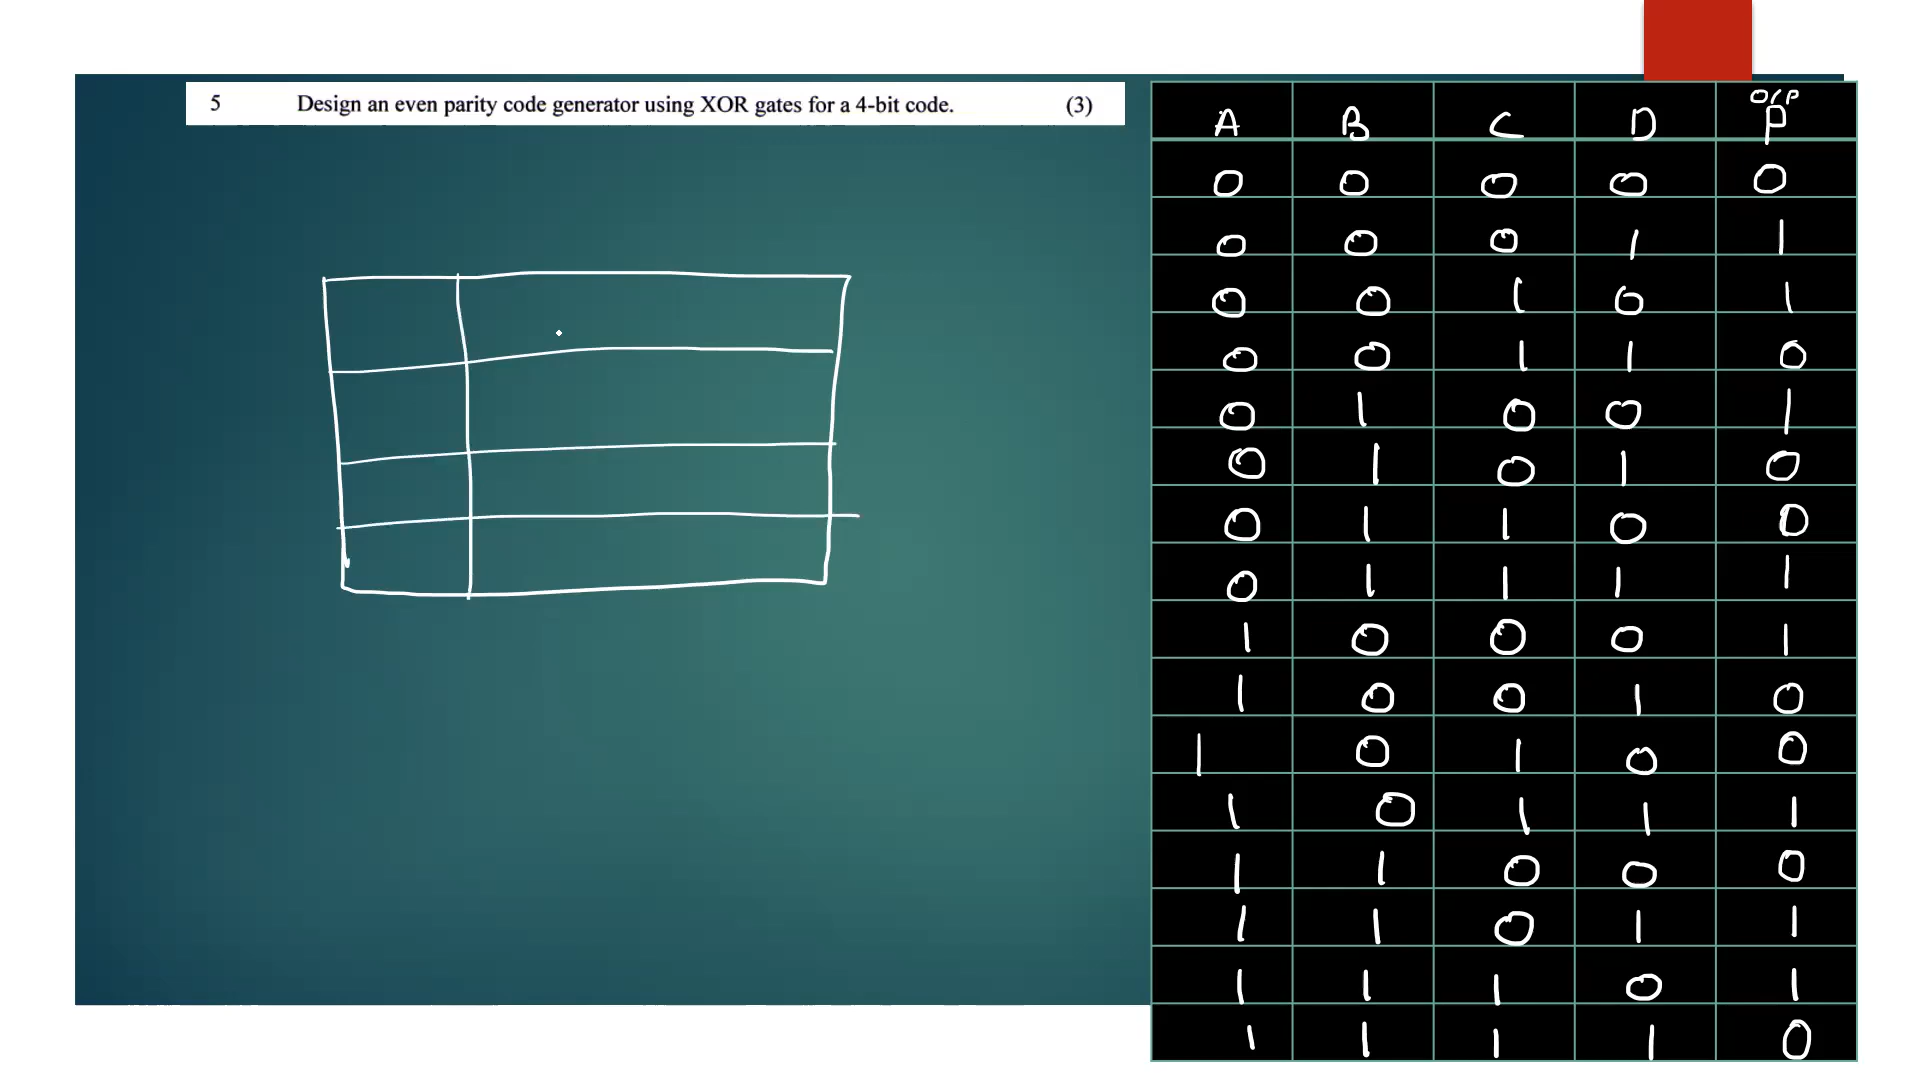 5 Design an even parity code generator using XOR gates for a 4-bit code. (3)
O/P
A B C D P
0 0 0 0 0
0 0 0 1 1
0 0 1 0 1
0 0 1 1 0
0 1 0 0 1
0 1 0 1 0
0 1 1 0 0
0 1 1 1 1
1 0 0 0 1
1 0 0 1 0
1 0 1 0 0
1 0 1 1 1
1 1 0 0 0
1 1 0 1 1
1 1 1 0 1
1 1 1 1 0